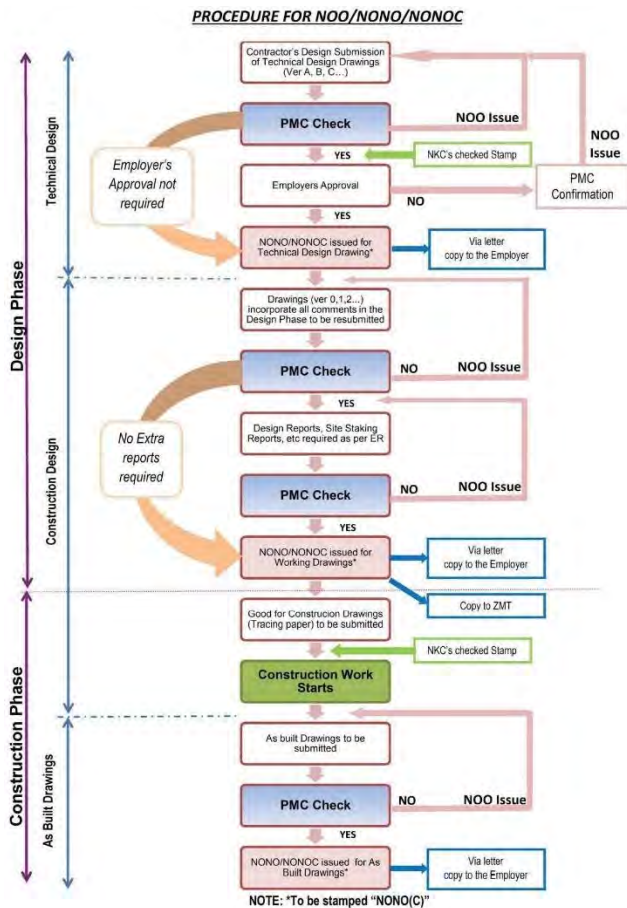 PROCEDURE FOR NOO/NONO/NONOC
Contractor's Design Submission
of Technical Design Drawings
(Ver A, B, C...)
PMC Check
NOO Issue
NOO
Issue
YES
NKC's checked Stamp
Employer's
Approval not
required
Employers Approval
NO
PMC
Confirmation
YES
NONO/NONOC issued for
Technical Design Drawing*
Via letter
copy to the Employer
Technical Design
Design Phase
Drawings (ver 0,1,2...)
incorporate all comments in the
Design Phase to be resubmitted
PMC Check
NO
NOO Issue
YES
No Extra
reports
required
Design Reports, Site Staking
Reports, etc required as per ER
PMC Check
NO
NOO Issue
YES
Construction Design
NONO/NONOC issued for
Working Drawings*
Via letter
copy to the Employer
Copy to ZMT
Good for Construcion Drawings
(Tracing paper) to be submitted
NKC's checked Stamp
Construction Work
Starts
Construction Phase
As Built Drawings
As built Drawings to be
submitted
PMC Check
NO
NOO Issue
YES
NONO/NONOC issued for As
Built Drawings*
Via letter
copy to the Employer
NOTE: *To be stamped "NONO(C)"